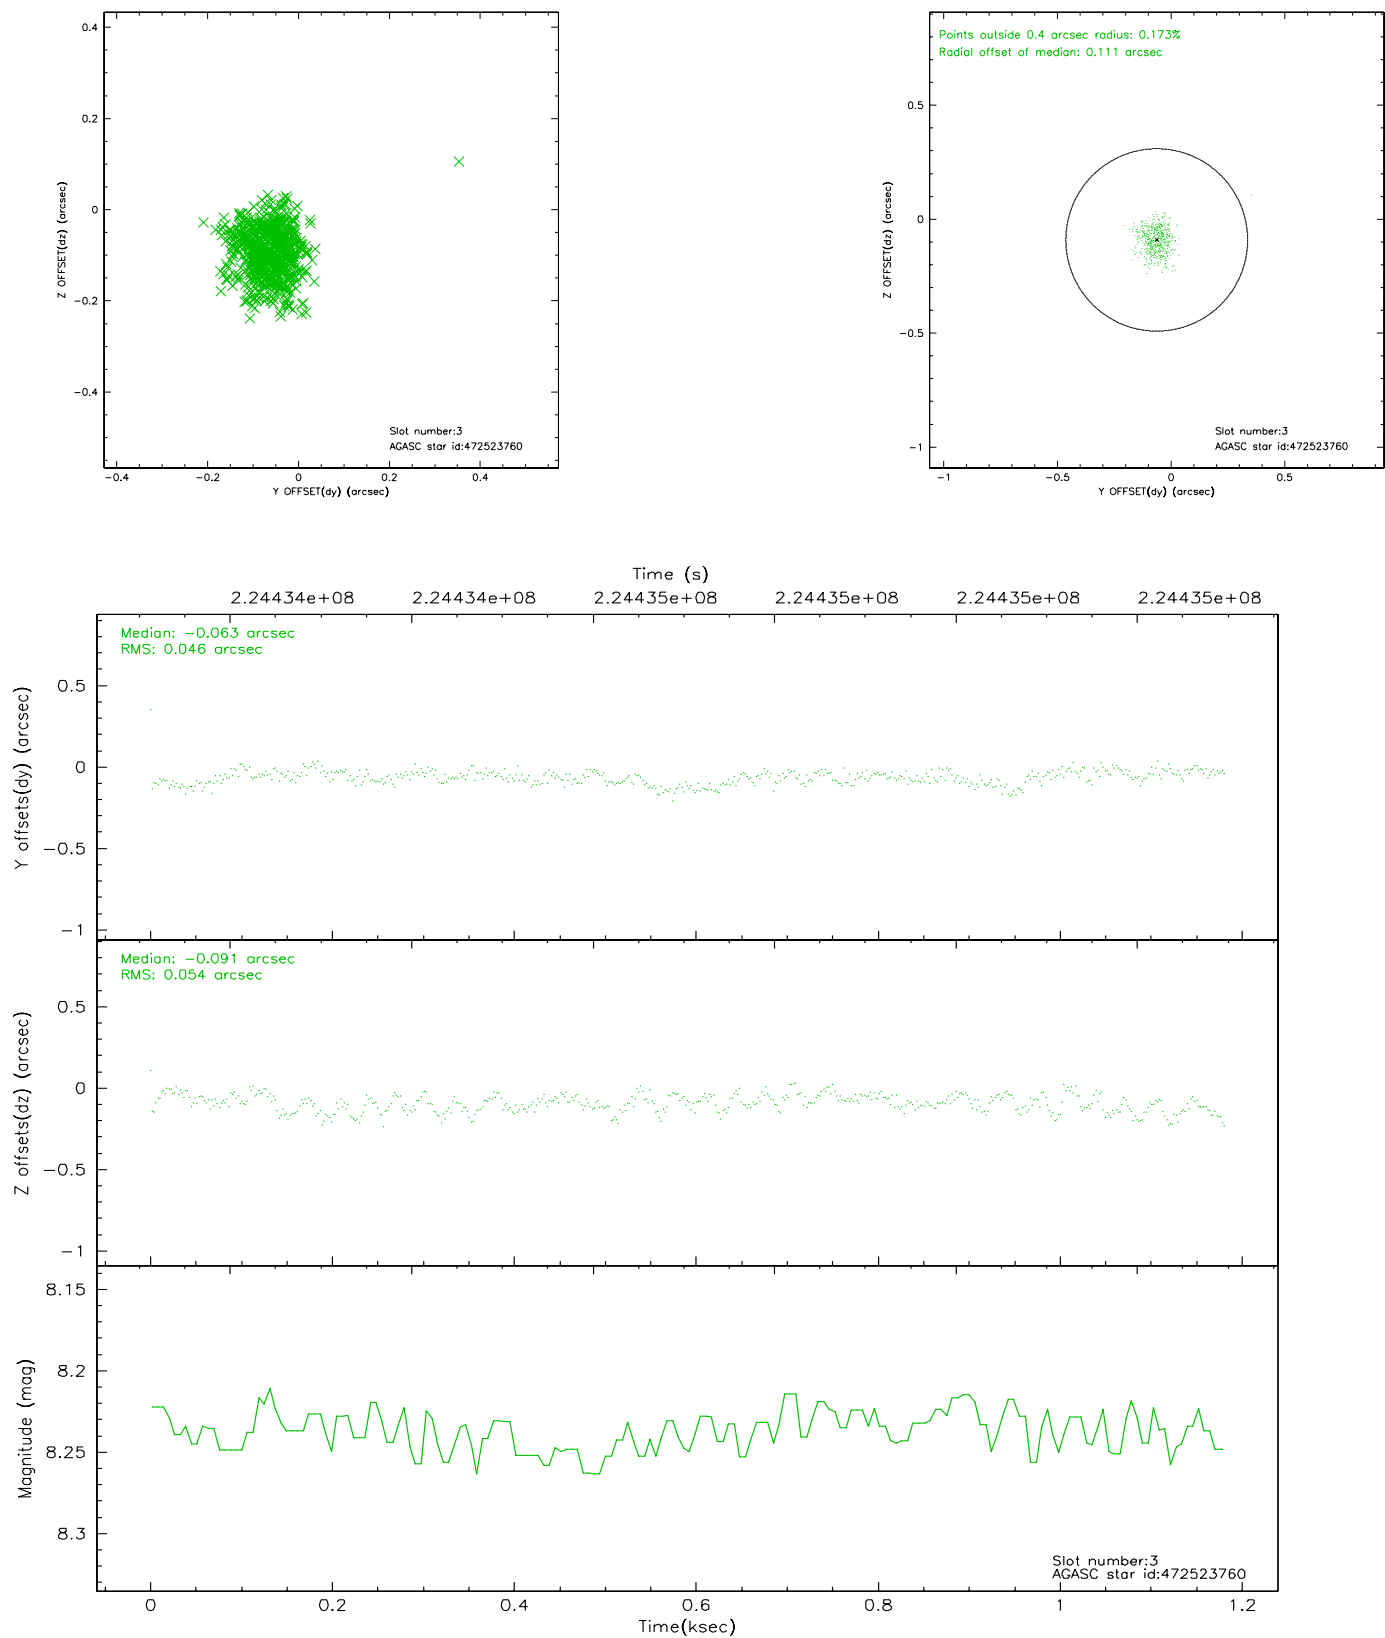 0.4
0.2
0
−0.2
−0.4
Z OFFSET(dz) (arcsec)
−0.4 −0.2 0 0.2 0.4
Y OFFSET(dy) (arcsec)
Slot number:3
AGASC star id:472523760
Points outside 0.4 arcsec radius: 0.173%
Radial offset of median: 0.111 arcsec
0.5
0
−0.5
−1
Z OFFSET(dz) (arcsec)
−1 −0.5 0 0.5
Y OFFSET(dy) (arcsec)
Slot number:3
AGASC star id:472523760
Time (s)
2.24434e+08 2.24434e+08 2.24435e+08 2.24435e+08 2.24435e+08 2.24435e+08
Median: −0.063 arcsec
RMS: 0.046 arcsec
0.5
0
−0.5
−1
Y offsets(dy) (arcsec)
Median: −0.091 arcsec
RMS: 0.054 arcsec
0.5
0
−0.5
−1
Z offsets(dz) (arcsec)
8.15
8.2
8.25
8.3
Magnitude (mag)
Slot number:3
AGASC star id:472523760
0 0.2 0.4 0.6 0.8 1 1.2
Time(ksec)